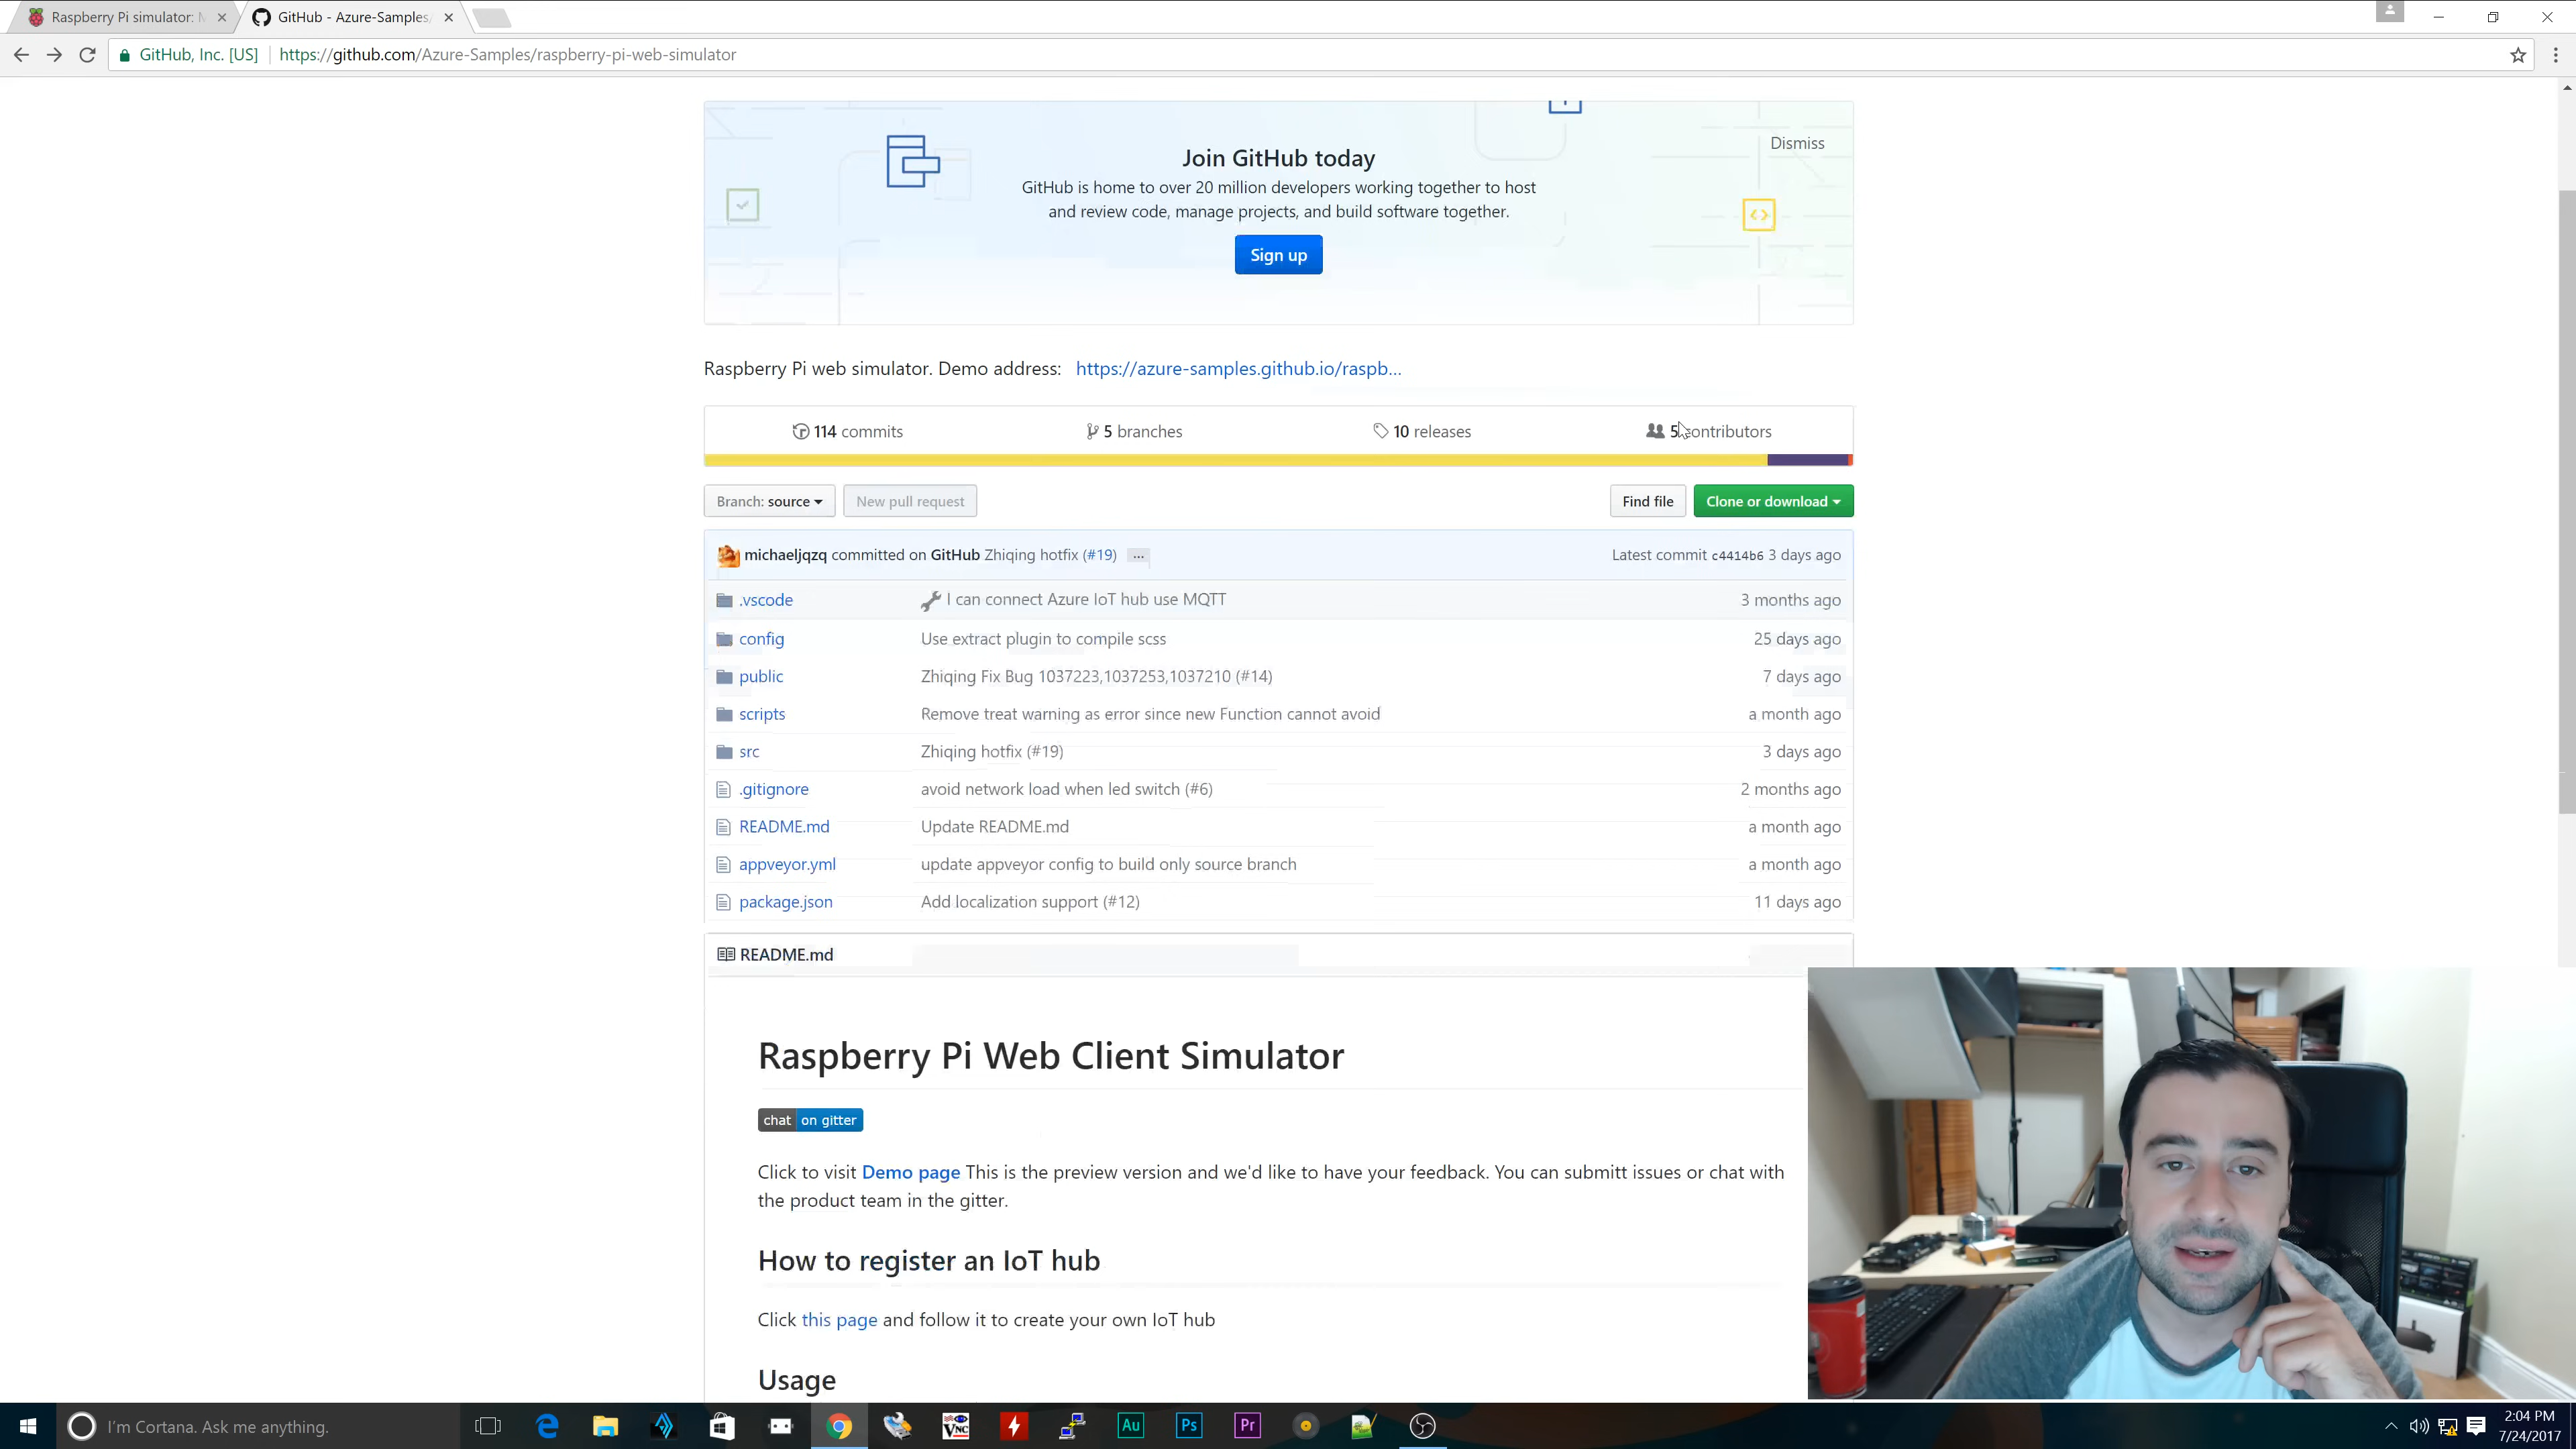 Raspberry Pi simulator: M
GitHub - Azure-Samples/
GitHub, Inc. [US]
https://github.com/Azure-Samples/raspberry-pi-web-simulator
Dismiss
Join GitHub today
GitHub is home to over 20 million developers working together to host
and review code, manage projects, and build software together.
Sign up
Raspberry Pi web simulator. Demo address: https://azure-samples.github.io/raspb...
114 commits
5 branches
10 releases
5 contributors
Branch: source
New pull request
Find file
Clone or download
michaeljqzq committed on GitHub Zhiqing hotfix (#19) ...
Latest commit c4414b6 3 days ago
.vscode I can connect Azure IoT hub use MQTT 3 months ago
config Use extract plugin to compile scss 25 days ago
public Zhiqing Fix Bug 1037223,1037253,1037210 (#14) 7 days ago
scripts Remove treat warning as error since new Function cannot avoid a month ago
src Zhiqing hotfix (#19) 3 days ago
.gitignore avoid network load when led switch (#6) 2 months ago
README.md Update README.md a month ago
appveyor.yml update appveyor config to build only source branch a month ago
package.json Add localization support (#12) 11 days ago
README.md
Raspberry Pi Web Client Simulator
chat on gitter
Click to visit Demo page This is the preview version and we'd like to have your feedback. You can submitt issues or chat with
the product team in the gitter.
How to register an IoT hub
Click this page and follow it to create your own IoT hub
Usage
I'm Cortana. Ask me anything.
VNC
Au
Ps
Pr
2:04 PM
7/24/2017